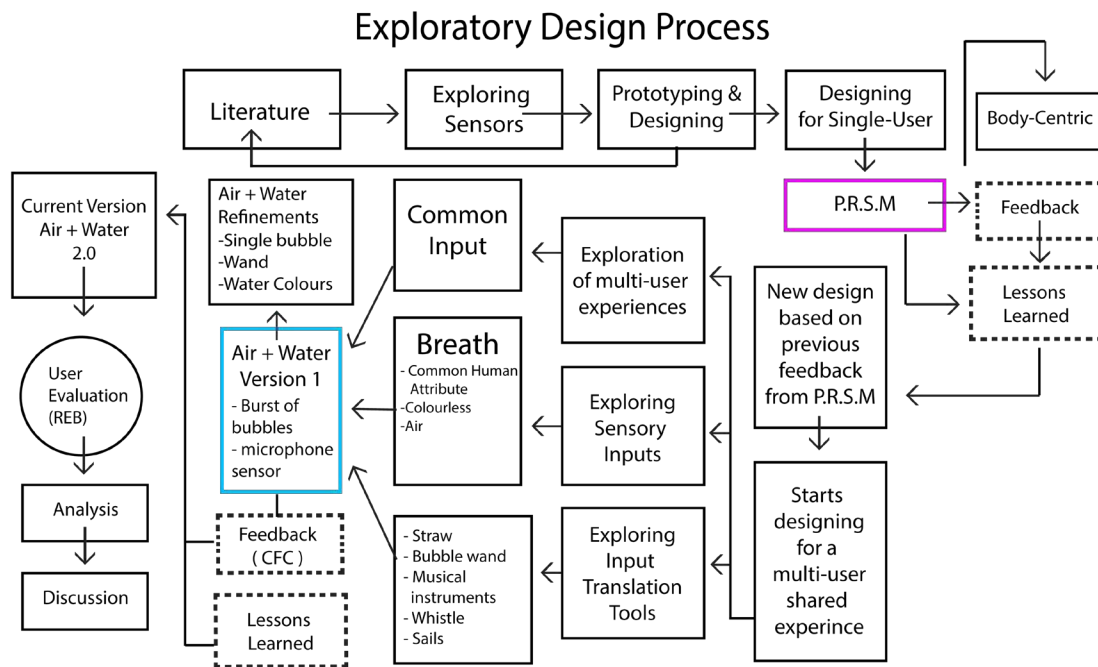 Exploratory Design Process
Literature
Exploring
Sensors
Prototyping &
Designing
Designing
for Single-User
Body-Centric
P.R.S.M
Feedback
Lessons
Learned
New design
based on
previous
feedback
from P.R.S.M
Starts
designing
for a
multi-user
shared
experince
Exploration
of multi-user
experiences
Exploring
Sensory
Inputs
Exploring
Input
Translation
Tools
Common
Input
Breath
- Common Human
Attribute
-Colourless
-Air
- Straw
- Bubble wand
- Musical
instruments
- Whistle
- Sails
Air + Water
Refinements
-Single bubble
-Wand
-Water Colours
Air + Water
Version 1
- Burst of
bubbles
- microphone
sensor
Feedback
( CFC )
Lessons
Learned
Current Version
Air + Water
2.0
User
Evaluation
(REB)
Analysis
Discussion